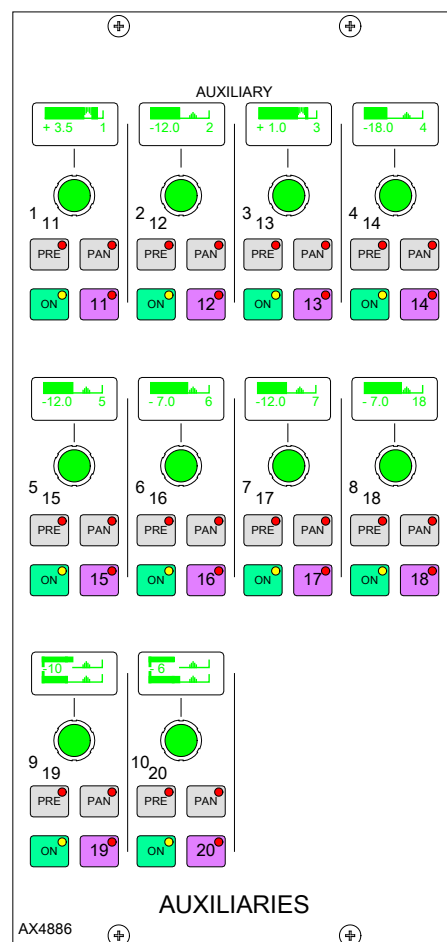 AUXILIARY
+ 3.5 1 -12.0 2 + 1.0 3 -18.0 4
1 2 3 4
11 12 13 14
PRE PAN PRE PAN PRE PAN PRE PAN
ON 11 ON 12 ON 13 ON 14
-12.0 5 - 7.0 6 -12.0 7 - 7.0 18
5 6 7 8
15 16 17 18
PRE PAN PRE PAN PRE PAN PRE PAN
ON 15 ON 16 ON 17 ON 18
-10 - 6
9 10
19 20
PRE PAN PRE PAN
ON 19 ON 20
AUXILIARIES
AX4886